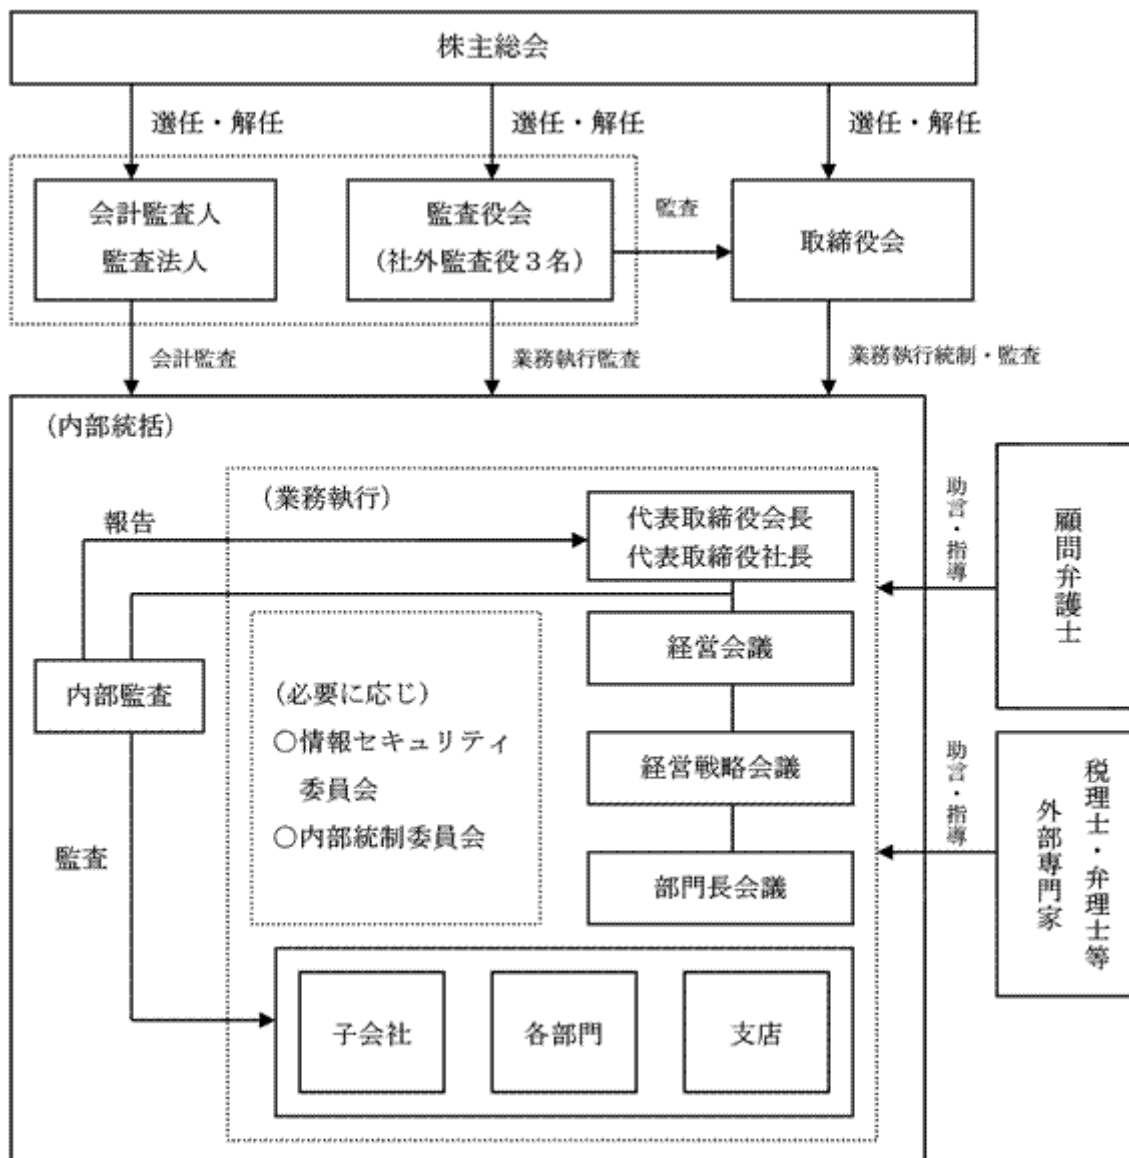 株主総会
選任・解任
選任・解任
選任・解任
会計監査人
監査法人
監査役会
（社外監査役３名）
監査
取締役会
会計監査
業務執行監査
業務執行統制・監査
（内部統括）
（業務執行）
報告
代表取締役会長
代表取締役社長
助言・指導
顧問弁護士
経営会議
内部監査
（必要に応じ）
○情報セキュリティ
委員会
○内部統制委員会
経営戦略会議
助言・指導
税理士・弁理士等
外部専門家
監査
部門長会議
子会社
各部門
支店